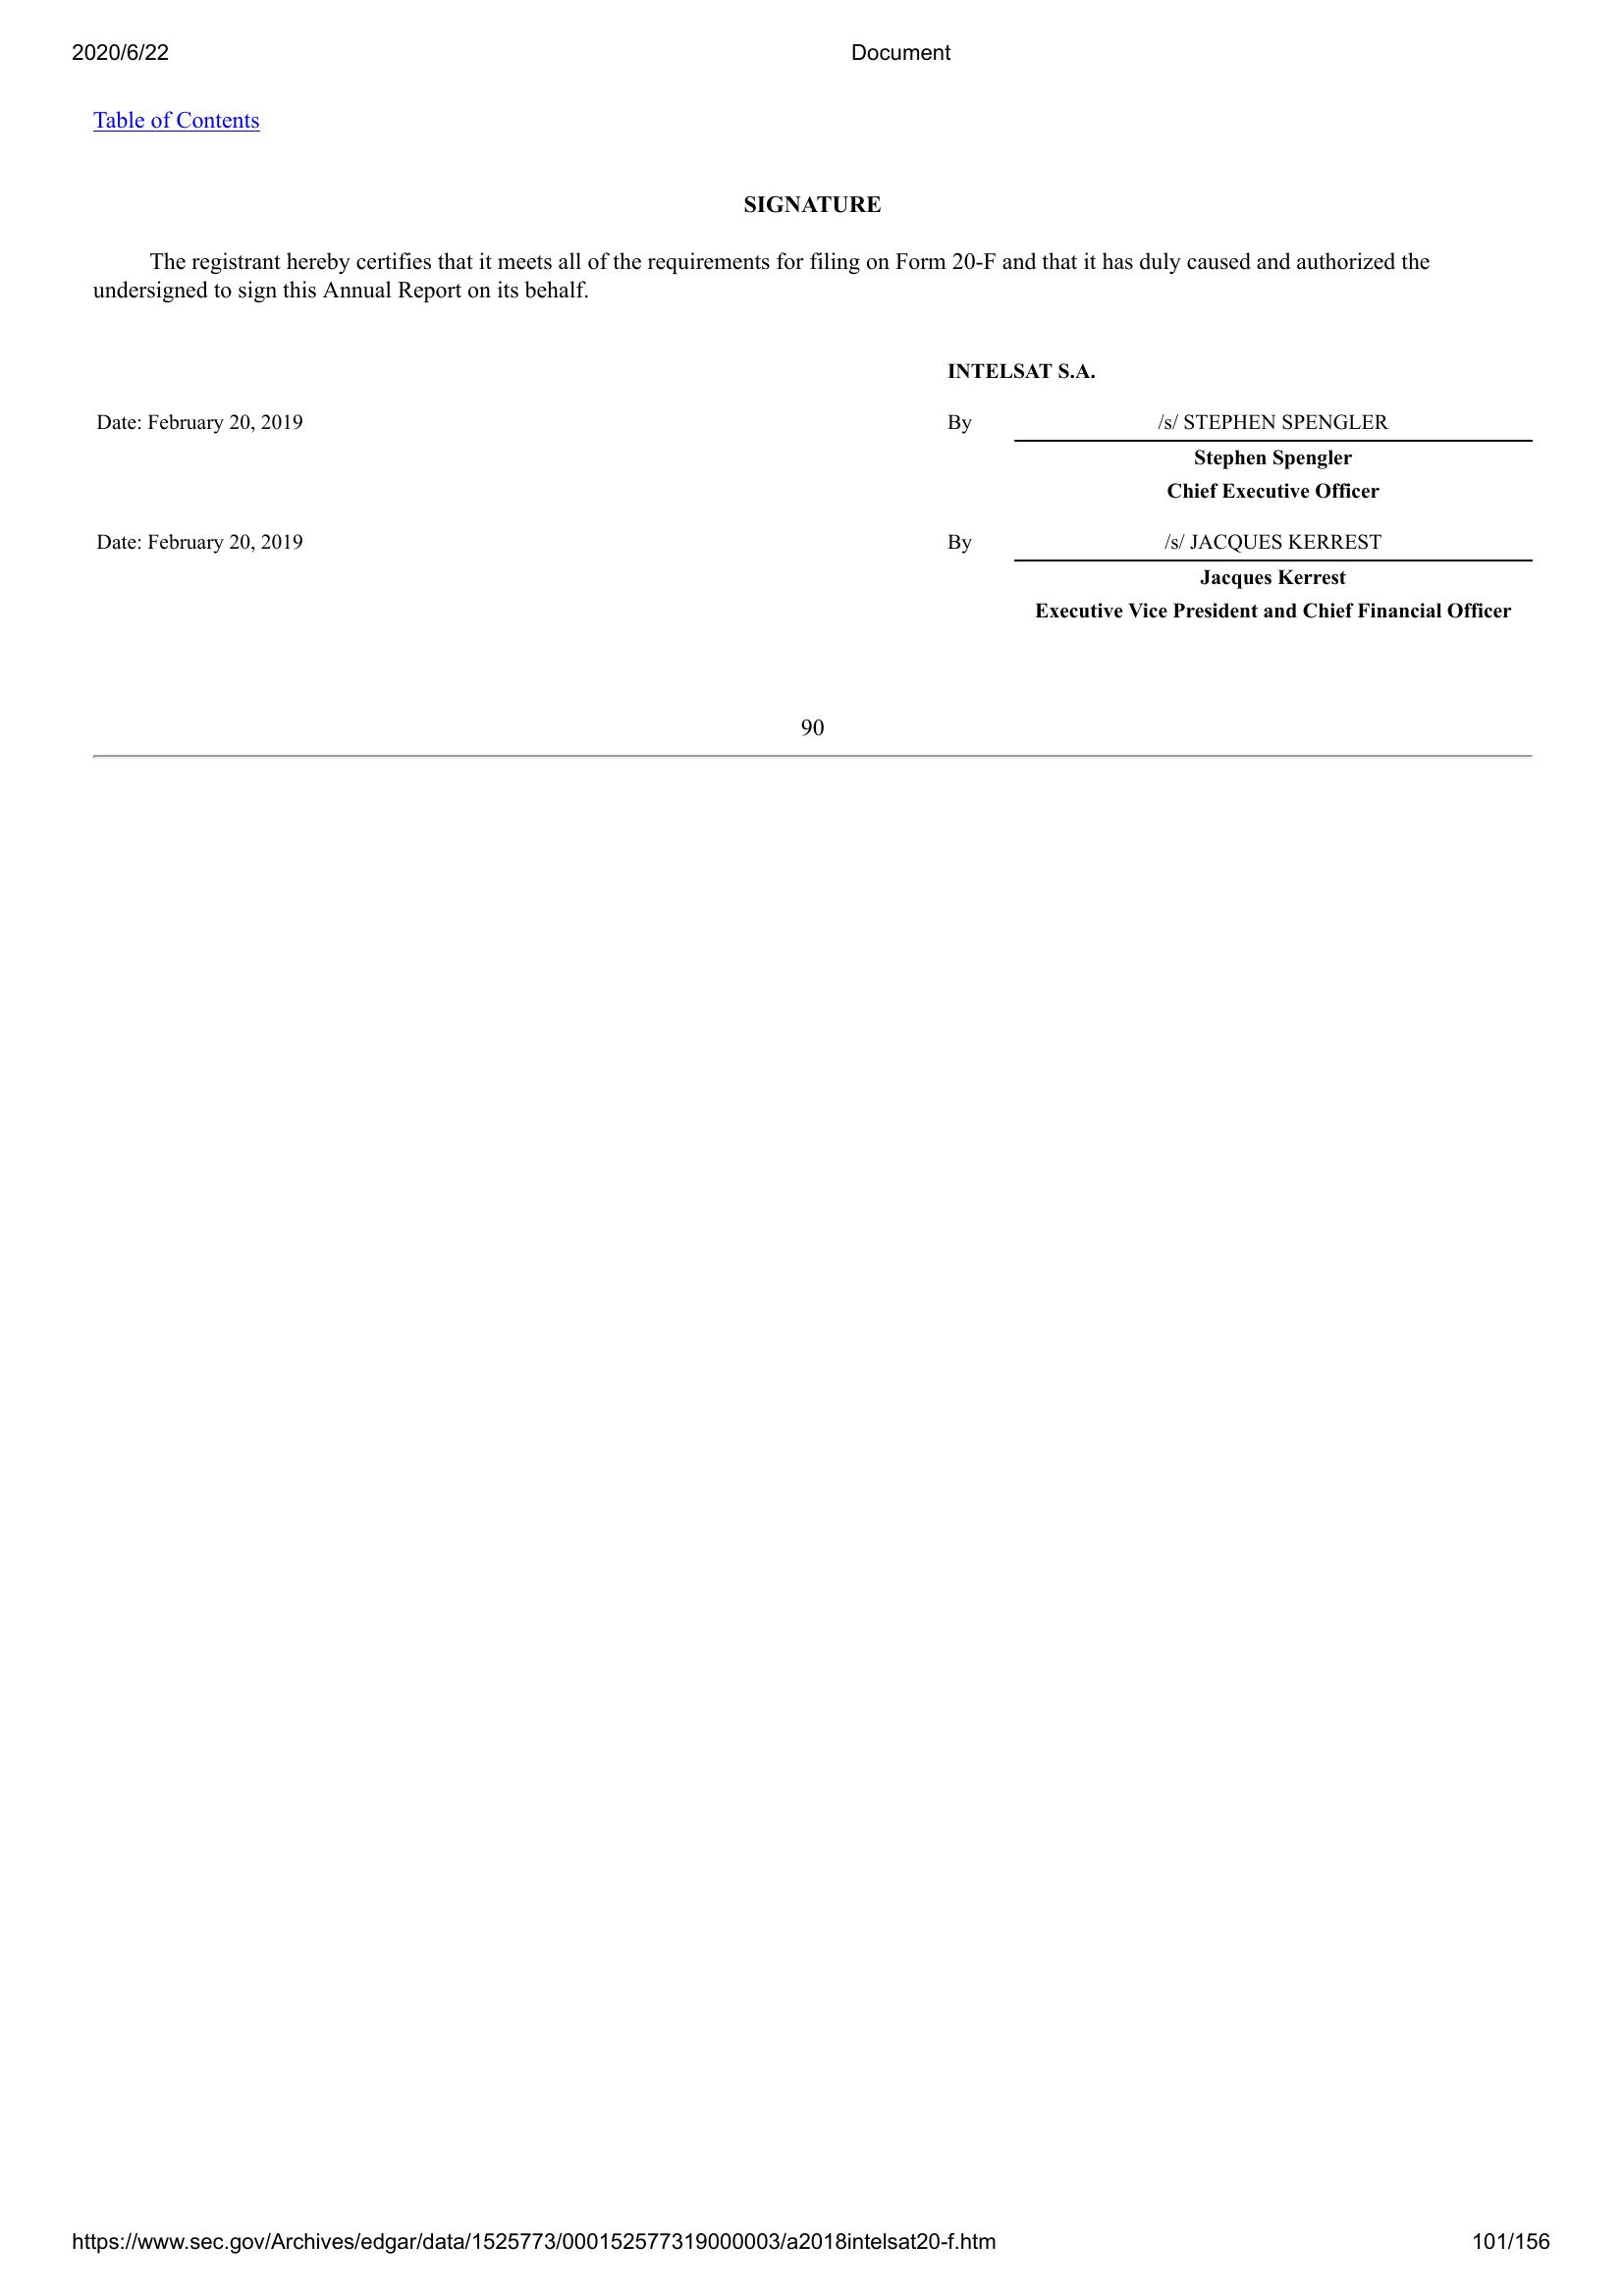 2020/6/22 Document
Table of Contents
SIGNATURE
The registrant hereby certifies that it meets all of the requirements for filing on Form 20-F and that it has duly caused and authorized the
undersigned to sign this Annual Report on its behalf.
INTELSAT S.A.
Date: February 20, 2019 By /s/ STEPHEN SPENGLER
Stephen Spengler
Chief Executive Officer
Date: February 20, 2019 By /s/ JACQUES KERREST
Jacques Kerrest
Executive Vice President and Chief Financial Officer
90
https://www.sec.gov/Archives/edgar/data/1525773/000152577319000003/a2018intelsat20-f.htm 101/156